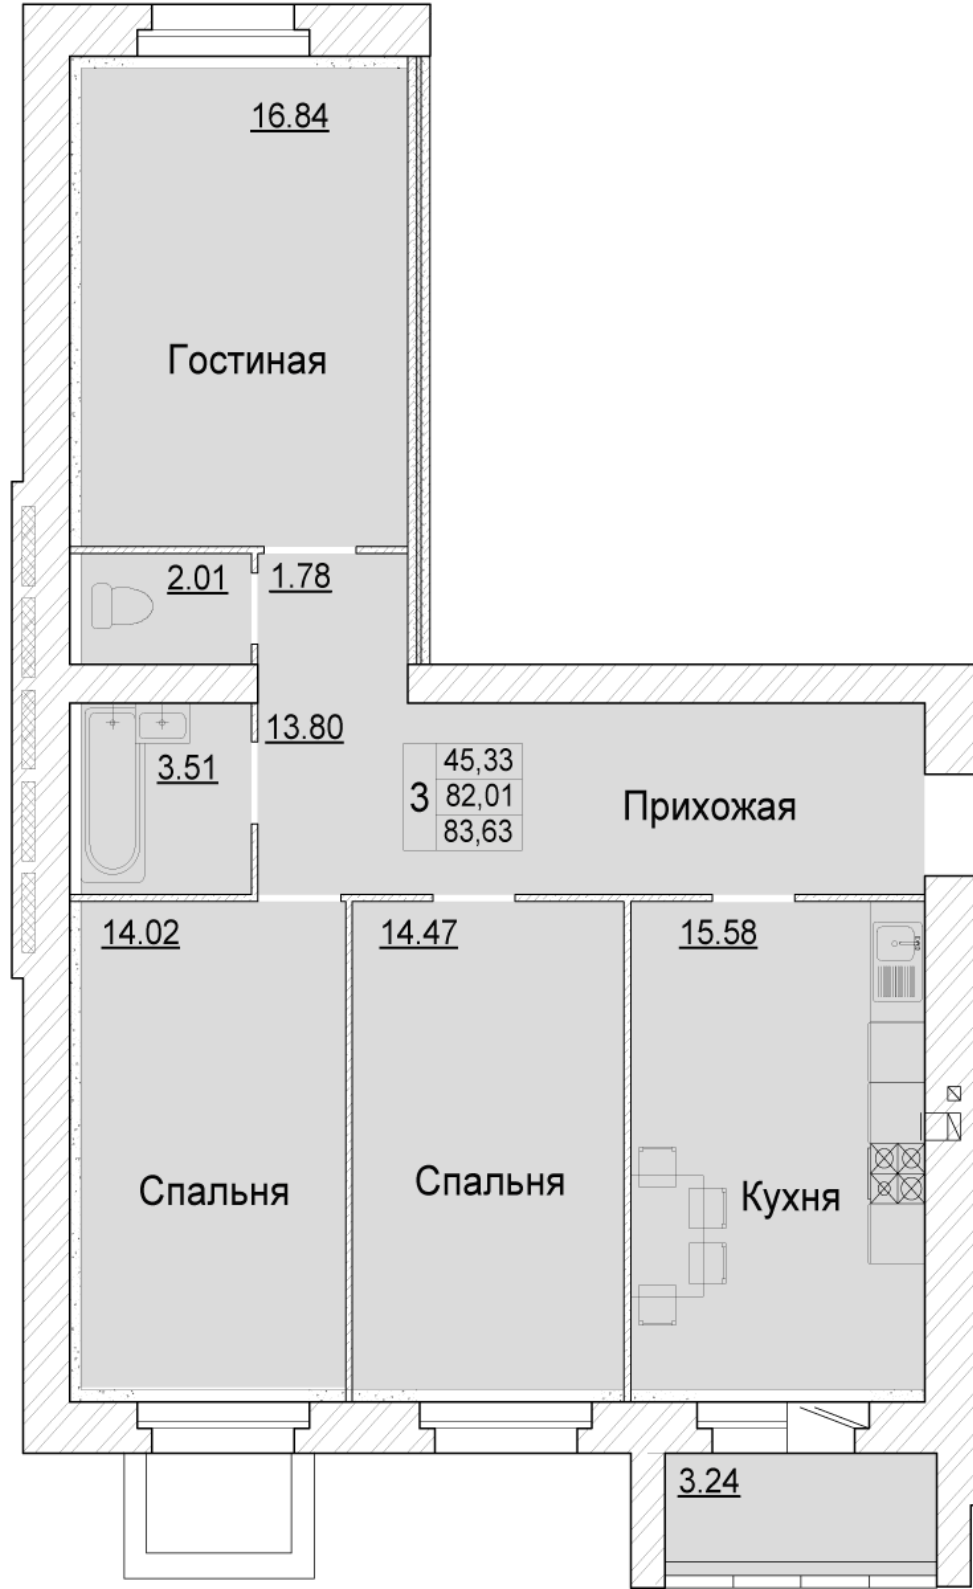 16.84
Гостиная
2.01
1.78
13.80
3.51
3
45,33
82,01
83,63
Прихожая
14.02
14.47
15.58
Спальня
Спальня
Кухня
3.24